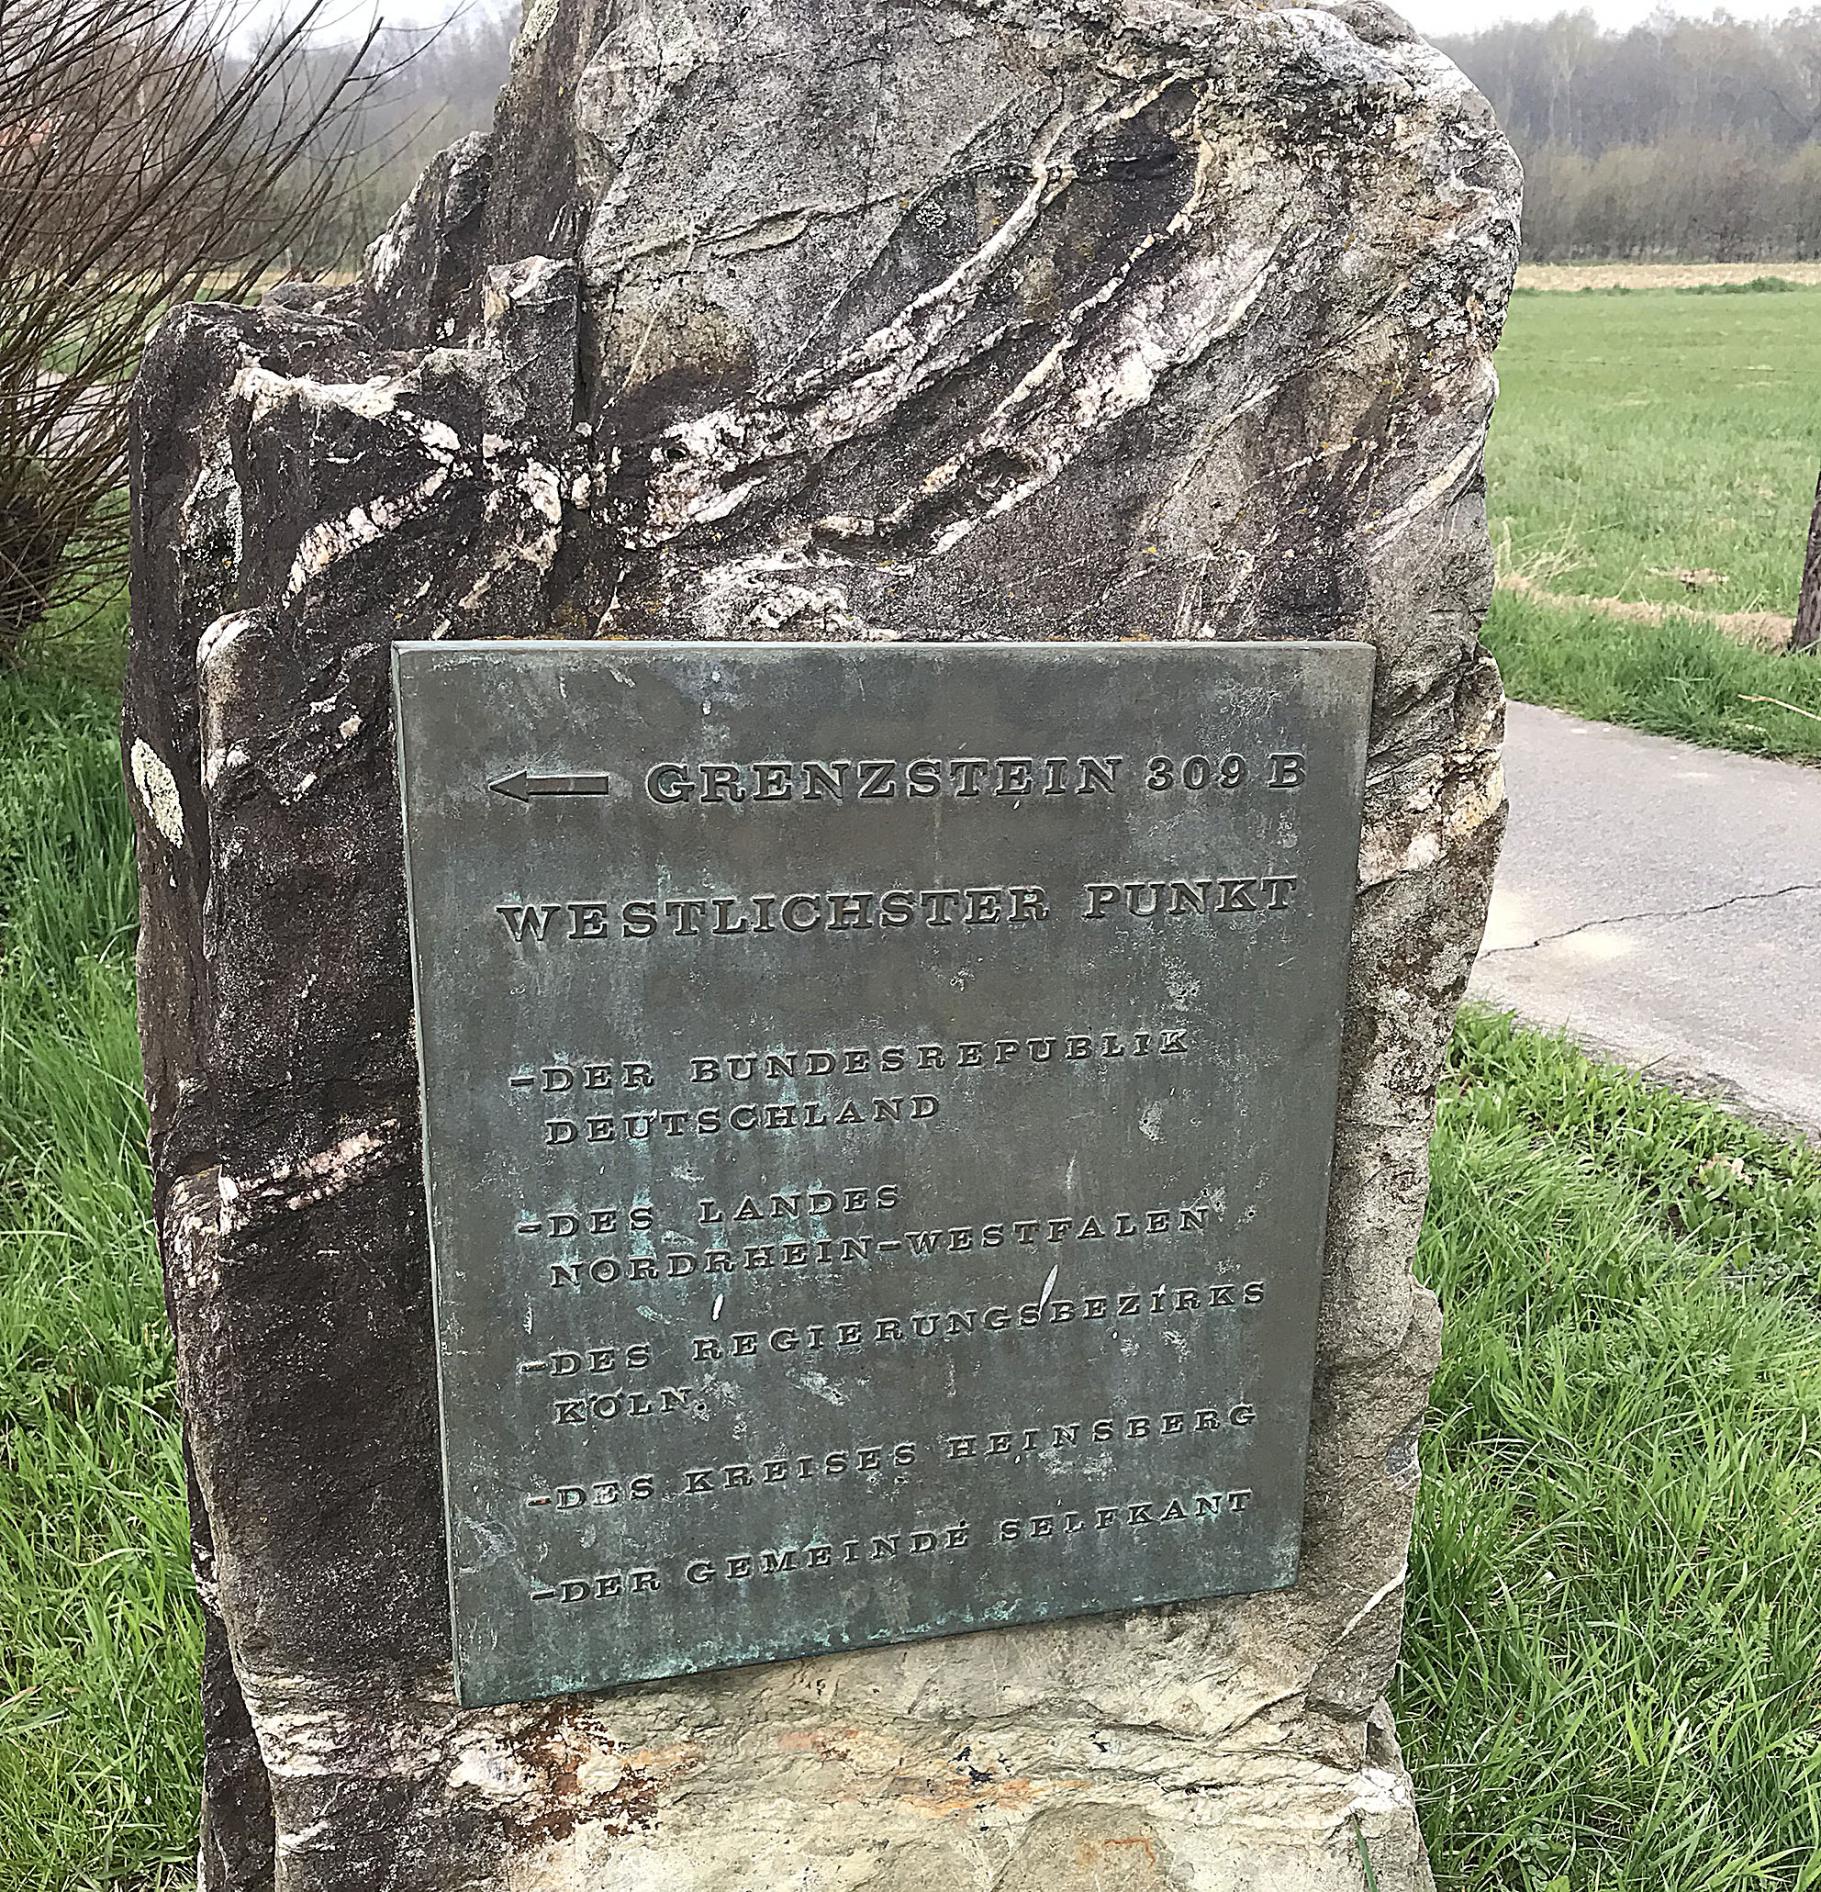 ← GRENZSTEIN 309 B
WESTLICHSTER PUNKT
-DER BUNDESREPUBLIK
DEUTSCHLAND
-DES LANDES
NORDRHEIN-WESTFALEN
-DES REGIERUNGSBEZIRKS
KÖLN
-DES KREISES HEINSBERG
-DER GEMEINDE SELFKANT